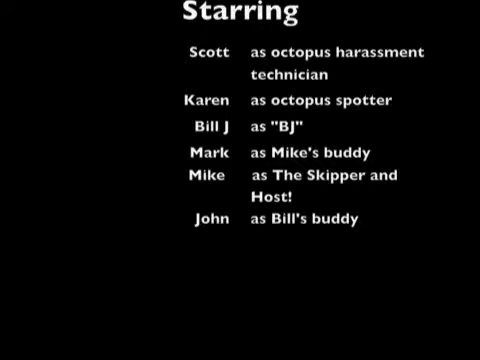 Starring
Scott as octopus harassment
technician
Karen as octopus spotter
Bill J as "BJ"
Mark as Mike's buddy
Mike as The Skipper and
Host!
John as Bill's buddy